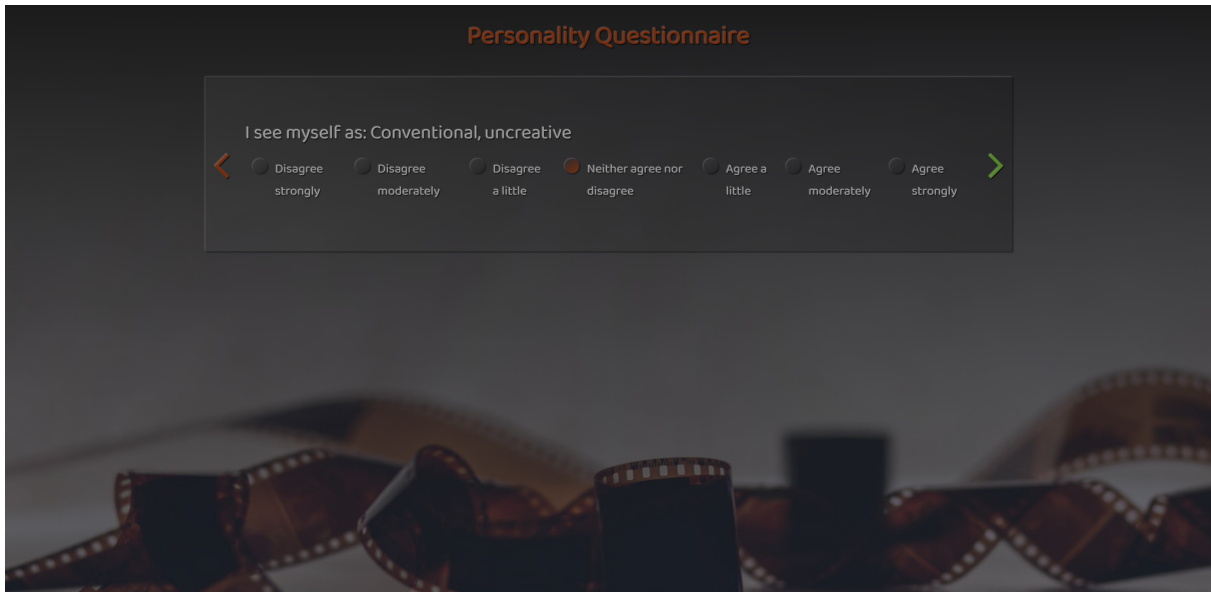 Personality Questionnaire
I see myself as: Conventional, uncreative
Disagree strongly
Disagree moderately
Disagree a little
Neither agree nor disagree
Agree a little
Agree moderately
Agree strongly